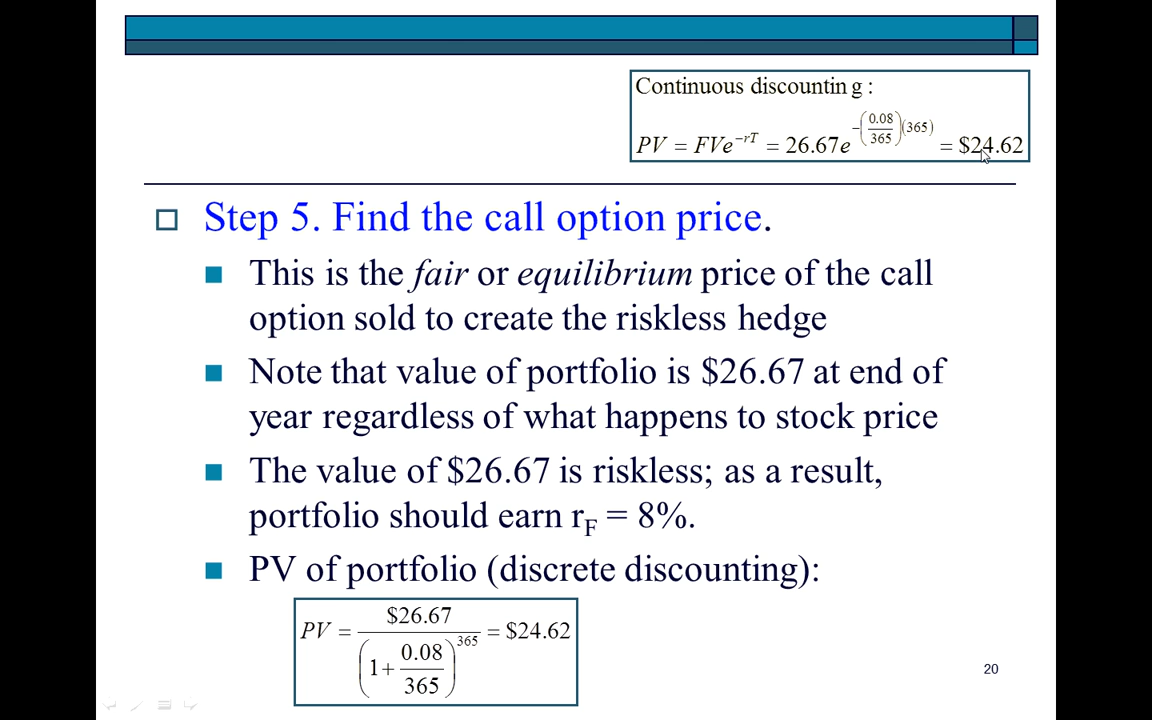 Continuous discountin g :
PV = FVe^{-rT} = 26.67e^{-(0.08/365)(365)} = $24.62
Step 5. Find the call option price.
This is the fair or equilibrium price of the call
option sold to create the riskless hedge
Note that value of portfolio is $26.67 at end of
year regardless of what happens to stock price
The value of $26.67 is riskless; as a result,
portfolio should earn r_F = 8%.
PV of portfolio (discrete discounting):
PV = $26.67 / (1 + 0.08/365)^{365} = $24.62
20